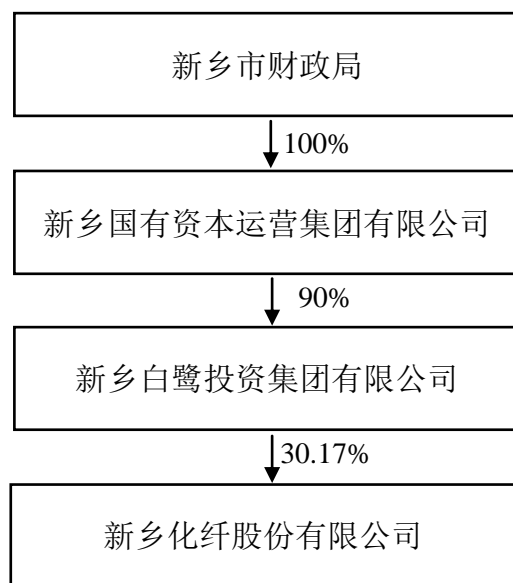 新乡市财政局
100%
新乡国有资本运营集团有限公司
90%
新乡白鹭投资集团有限公司
30.17%
新乡化纤股份有限公司